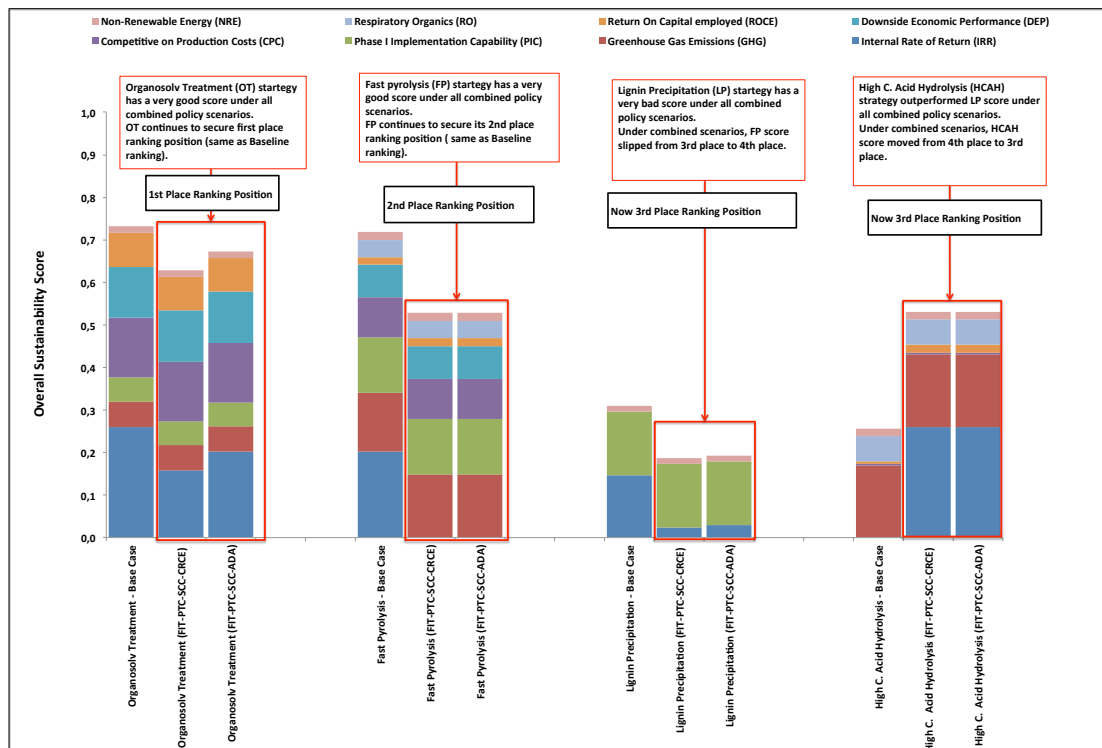 Non-Renewable Energy (NRE)
Respiratory Organics (RO)
Return On Capital employed (ROCE)
Downside Economic Performance (DEP)
Competitive on Production Costs (CPC)
Phase I Implementation Capability (PIC)
Greenhouse Gas Emissions (GHG)
Internal Rate of Return (IRR)
Organosolv Treatment (OT) startegy
has a very good score under all
combined policy scenarios.
OT continues to secure first place
ranking position (same as Baseline
ranking).
Fast pyrolysis (FP) startegy has a very
good score under all combined policy
scenarios.
FP continues to secure its 2nd place
ranking position ( same as Baseline
ranking).
Lignin Precipitation (LP) startegy has
a very bad score under all combined
policy scenarios.
Under combined scenarios, FP score
slipped from 3rd place to 4th place.
High C. Acid Hydrolysis (HCAH)
strategy outperformed LP score under
all combined policy scenarios.
Under combined scenarios, HCAH
score moved from 4th place to 3rd
place.
1st Place Ranking Position
2nd Place Ranking Position
Now 3rd Place Ranking Position
Now 3rd Place Ranking Position
Overall Sustainability Score
1,0
0,9
0,8
0,7
0,6
0,5
0,4
0,3
0,2
0,1
0,0
Organosolv Treatment - Base Case
Organosolv Treatment (FIT-PTC-SCC-CRCE)
Organosolv Treatment (FIT-PTC-SCC-ADA)
Fast Pyrolysis - Base Case
Fast Pyrolysis (FIT-PTC-SCC-CRCE)
Fast Pyrolysis (FIT-PTC-SCC-ADA)
Lignin Precipitation - Base Case
Lignin Precipitation (FIT-PTC-SCC-CRCE)
Lignin Precipitation (FIT-PTC-SCC-ADA)
High C. Acid Hydrolysis - Base Case
High C. Acid Hydrolysis (FIT-PTC-SCC-CRCE)
High C. Acid Hydrolysis (FIT-PTC-SCC-ADA)